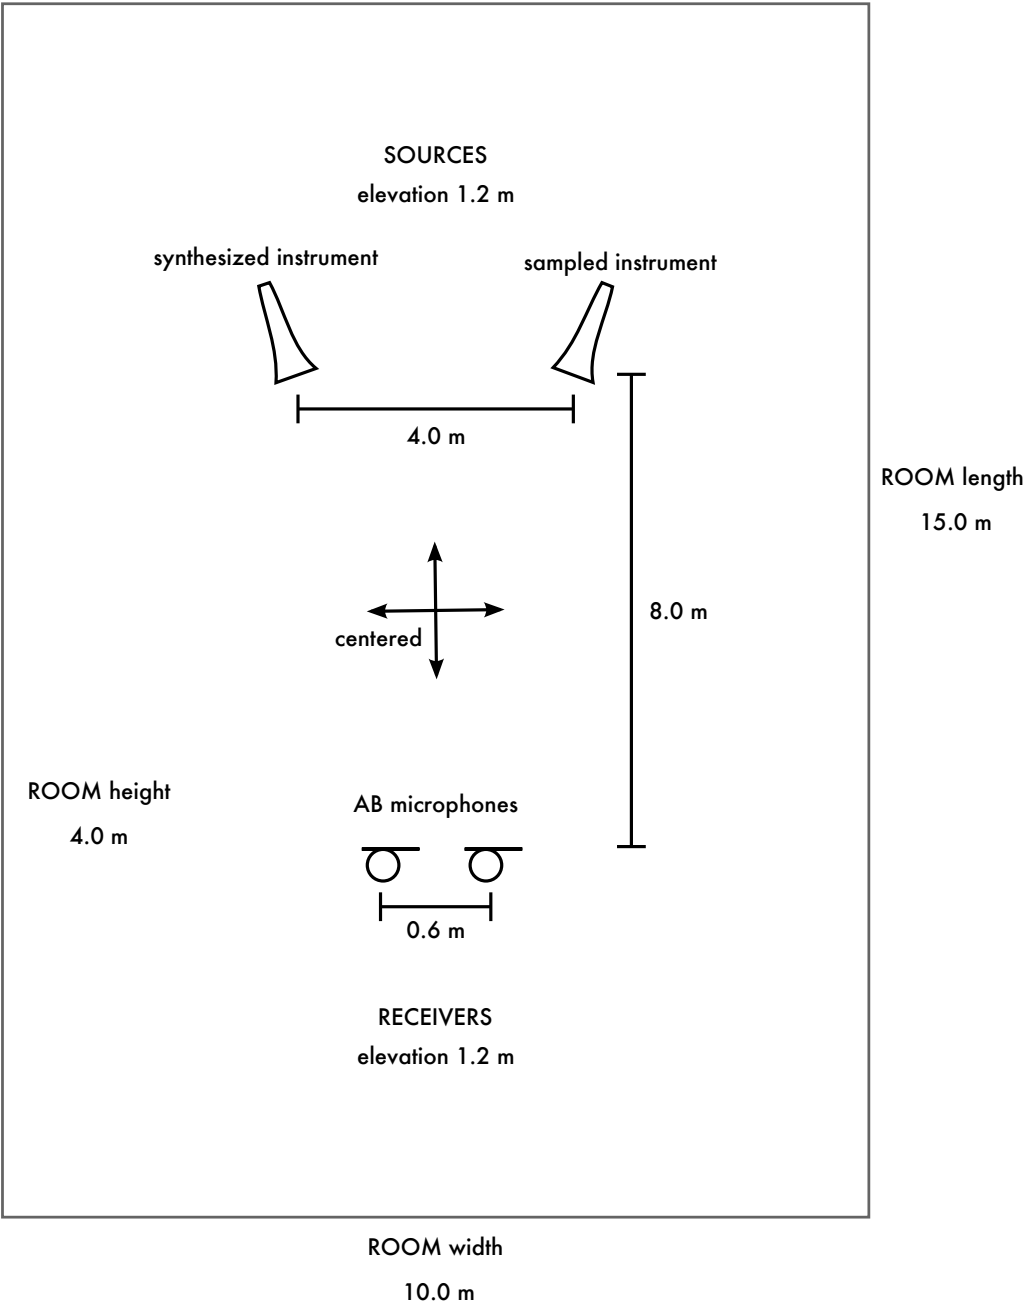 SOURCES
elevation 1.2 m
synthesized instrument
sampled instrument
4.0 m
ROOM length
15.0 m
8.0 m
centered
ROOM height
4.0 m
AB microphones
0.6 m
RECEIVERS
elevation 1.2 m
ROOM width
10.0 m